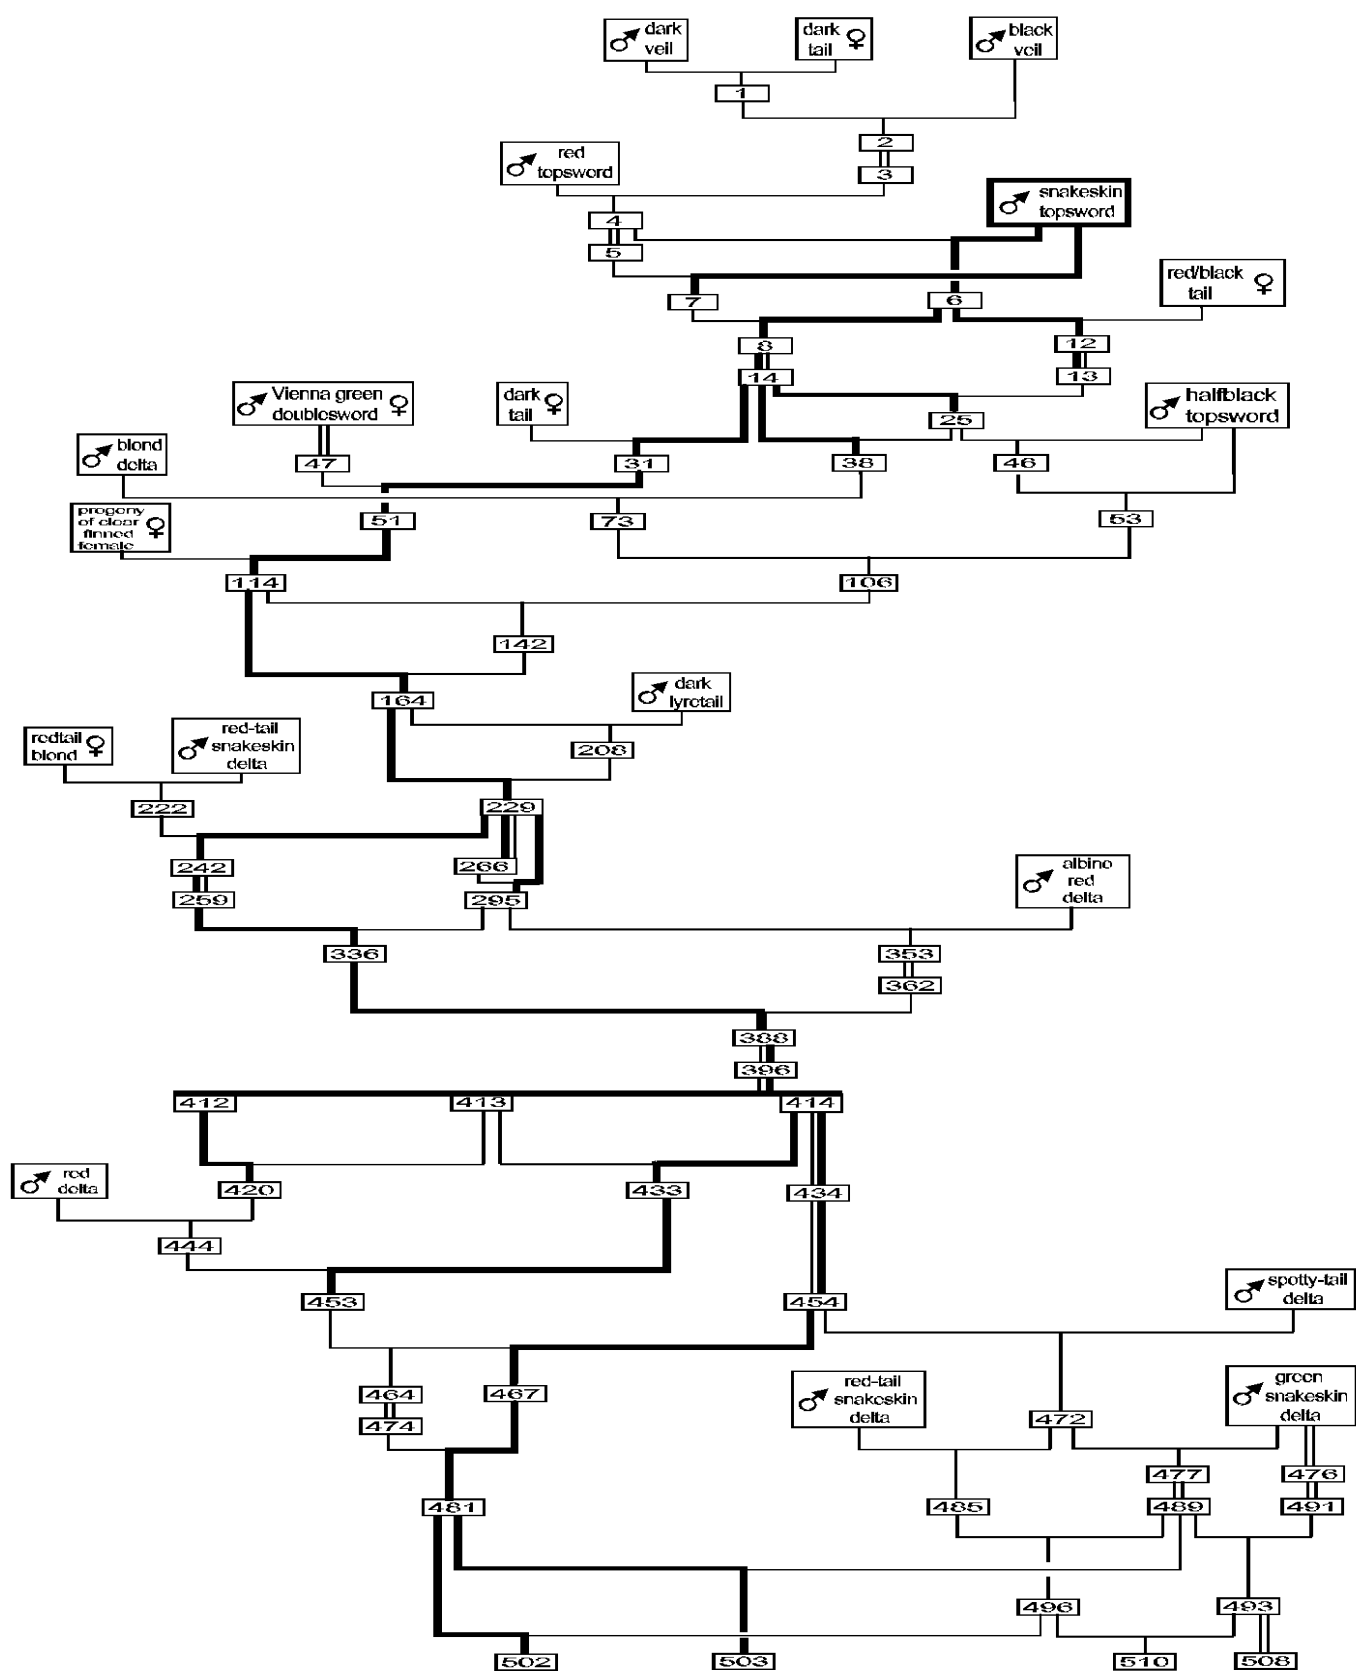 dark
veil
dark
tail
black
veil
1
2
3
red
topsword
4
5
snakeskin
topsword
7
6
red/black
tail
8
12
14
13
Vienna green
doublesword
dark
tail
halfblack
topsword
25
blond
delta
47
31
38
46
progeny
of clear
finned
female
51
73
53
114
106
142
164
dark
lyretail
redtail
blond
red-tail
snakeskin
delta
208
222
229
242
266
259
295
albino
red
delta
336
353
362
388
396
412
413
414
red
delta
420
433
434
444
453
454
spotty-tail
delta
464
467
474
red-tail
snakeskin
delta
472
green
snakeskin
delta
477
476
481
485
489
491
496
493
502
503
510
508